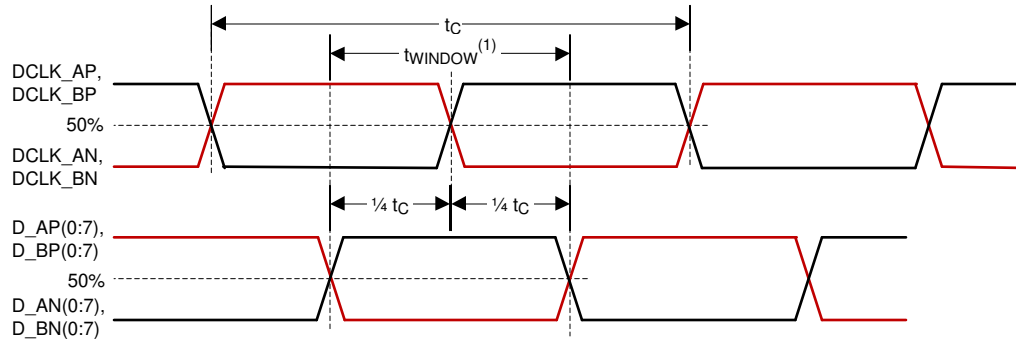 tC
tWINDOW(1)
DCLK_AP,
DCLK_BP
50%
DCLK_AN,
DCLK_BN
¼ tC
¼ tC
D_AP(0:7),
D_BP(0:7)
50%
D_AN(0:7),
D_BN(0:7)